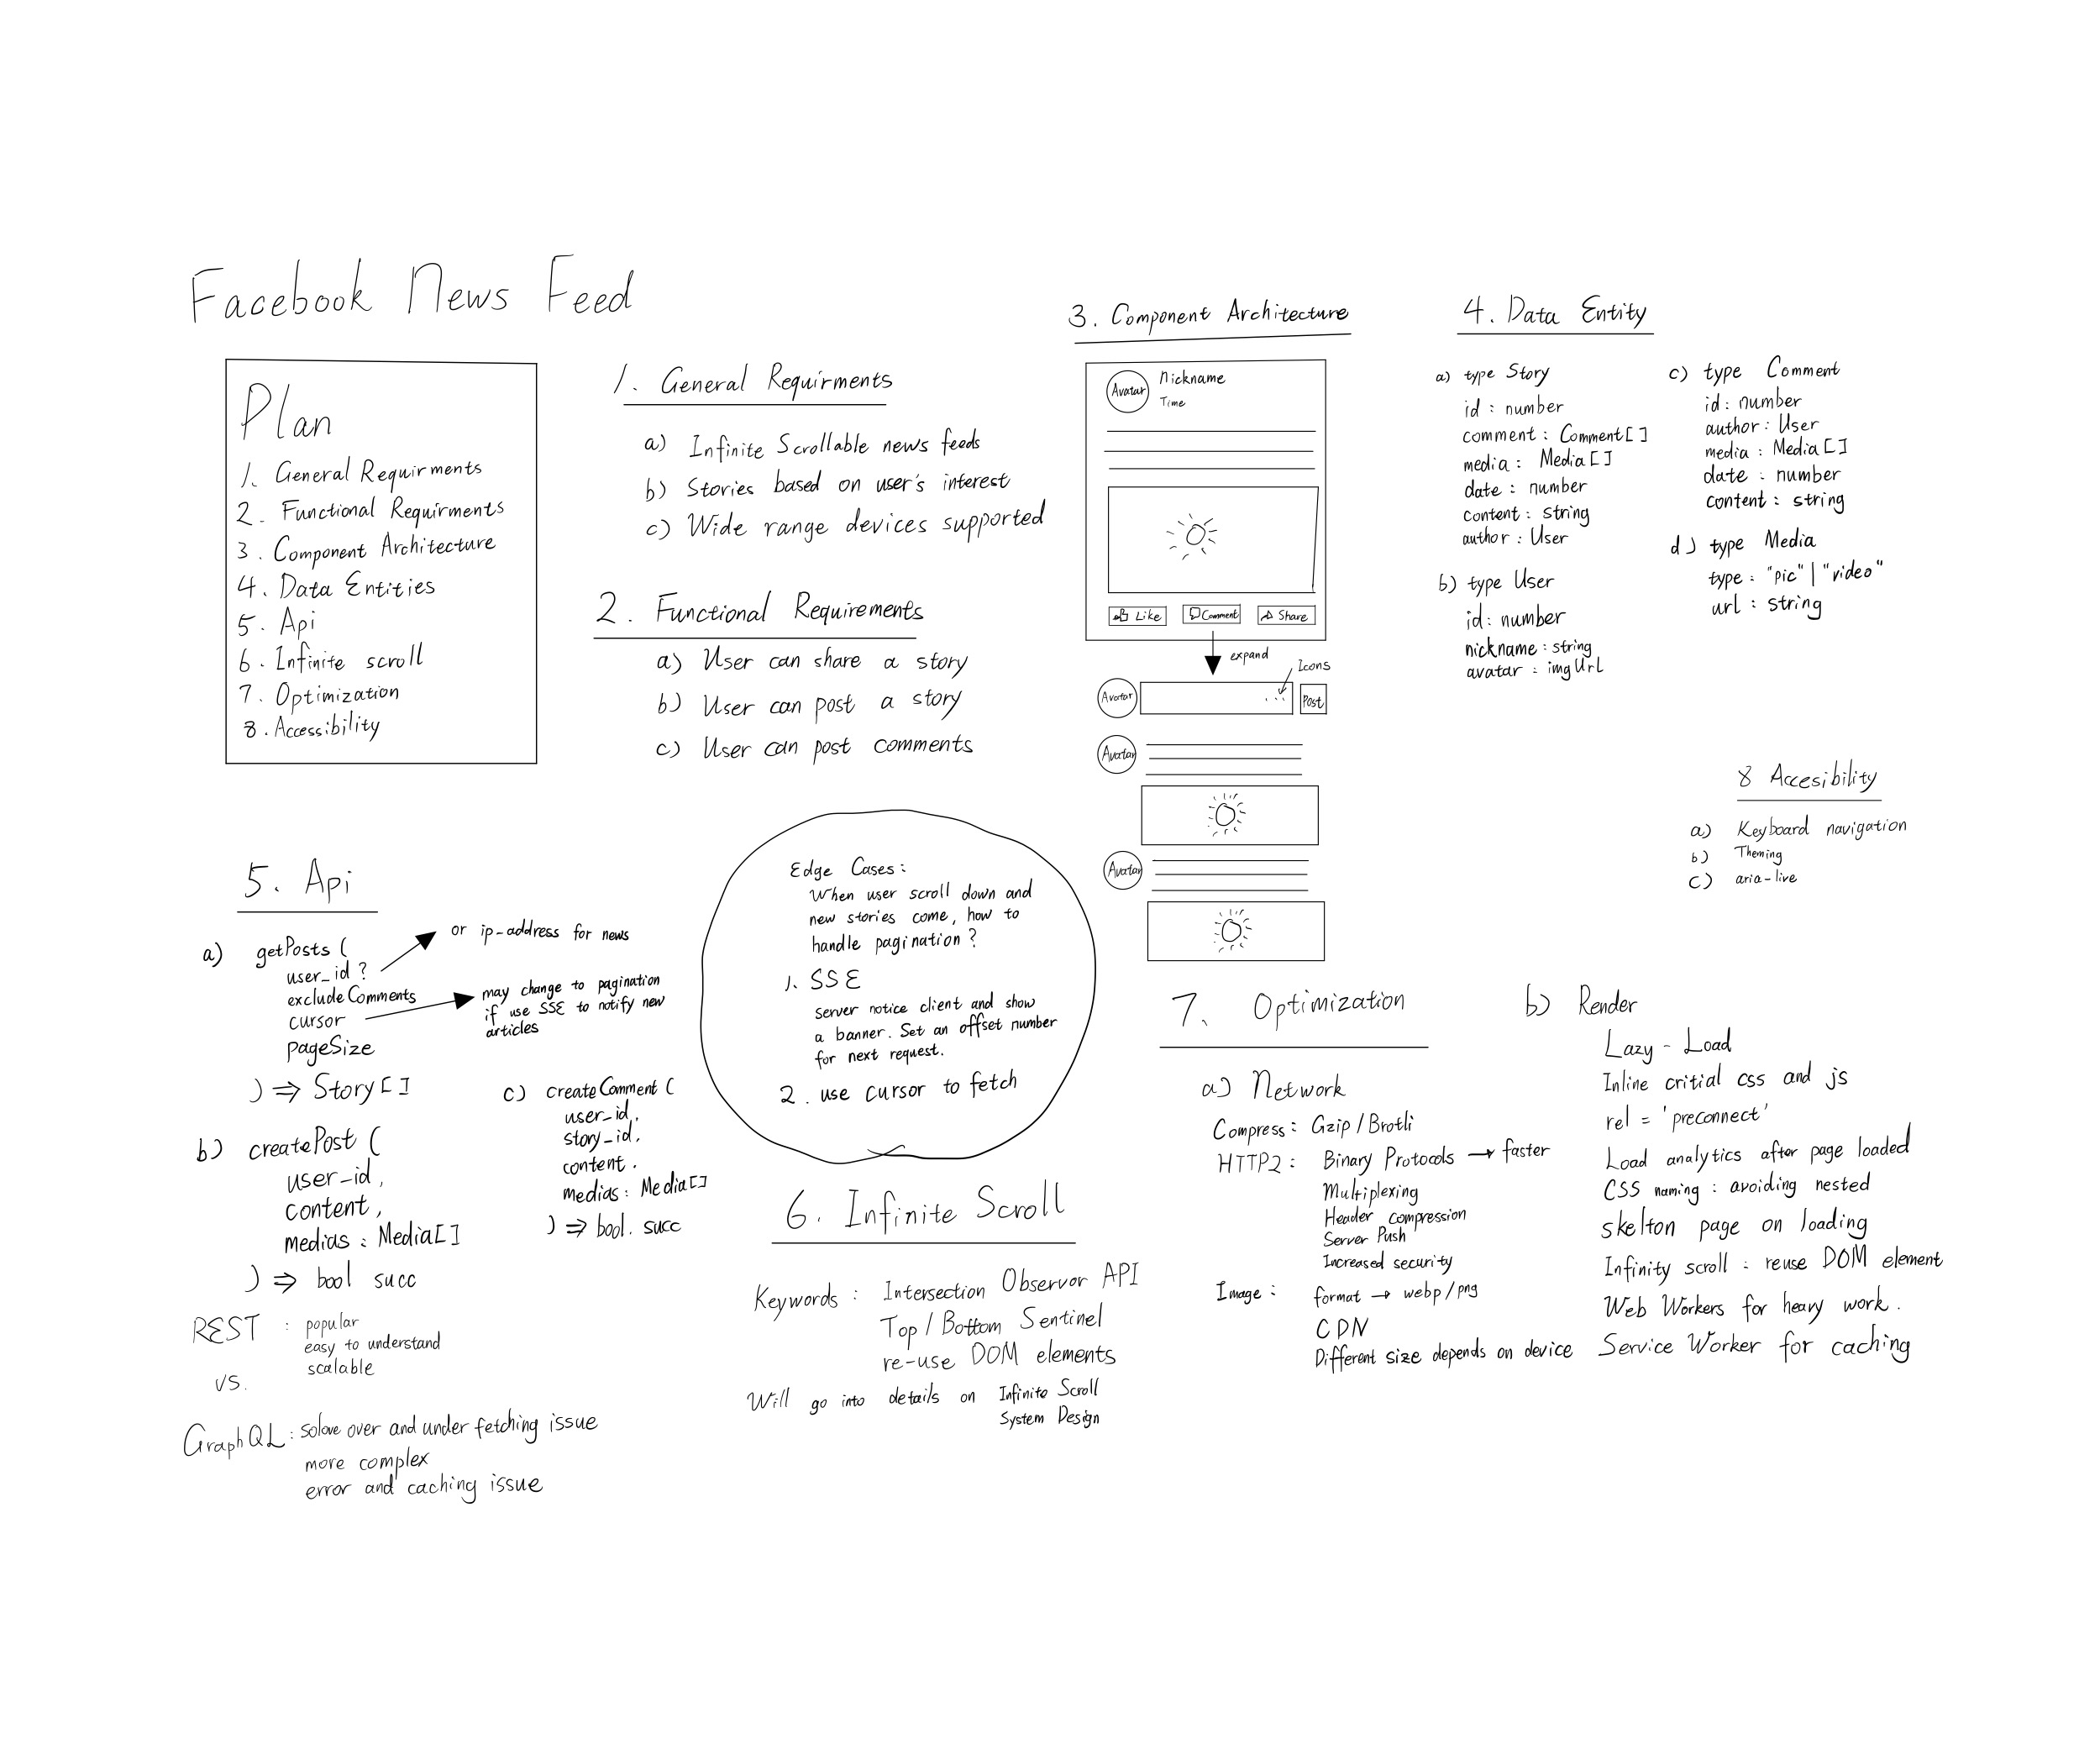 Facebook News Feed
Plan
1. General Requirments
2. Functional Requirments
3. Component Architecture
4. Data Entities
5. Api
6. Infinite scroll
7. Optimization
8. Accessibility
1. General Requirments
a) Infinite Scrollable news feeds
b) Stories based on user's interest
c) Wide range devices supported
2. Functional Requirements
a) User can share a story
b) User can post a story
c) User can post comments
3. Component Architecture
Avatar
Nickname
Time
Like
Comment
Share
expand
Icons
Avatar
Post
Avatar
Avatar
4. Data Entity
a) type Story
id : number
comment : Comment[]
media : Media[]
date : number
content : string
author : User
b) type User
id : number
nickname : string
avatar : imgUrl
c) type Comment
id : number
author : User
media : Media[]
date : number
content : string
d) type Media
type : "pic" | "video"
url : string
5. Api
a) getPosts (
user_id ?
or ip-address for news
excludeComments
cursor
may change to pagination
if use SSE to notify new
articles
pageSize
) => Story[]
b) createPost (
user-id,
content,
medias : Media[]
) => bool succ
c) createComment (
user-id,
story-id,
content.
medias : Media[]
) => bool. succ
REST : popular
easy to understand
scalable
VS.
GraphQL : solove over and under fetching issue
more complex
error and caching issue
Edge Cases:
When user scroll down and
new stories come, how to
handle pagination ?
1. SSE
server notice client and show
a banner. Set an offset number
for next request.
2. use cursor to fetch
6. Infinite Scroll
Keywords : Intersection Observor API
Top / Bottom Sentinel
re-use DOM elements
Will go into details on Infinite Scroll
System Design
7. Optimization
a) Network
Compress : Gzip / Brotli
HTTP2 : Binary Protocols → faster
Multiplexing
Header compression
Server Push
Increased security
Image : format → webp / png
CDN
Different size depends on device
b) Render
Lazy - Load
Inline critial css and js
rel = 'preconnect'
Load analytics after page loaded
CSS naming : avoiding nested
skelton page on loading
Infinity scroll : reuse DOM element
Web Workers for heavy work.
Service Worker for caching
8 Accesibility
a) Keyboard navigation
b) Theming
c) aria-live